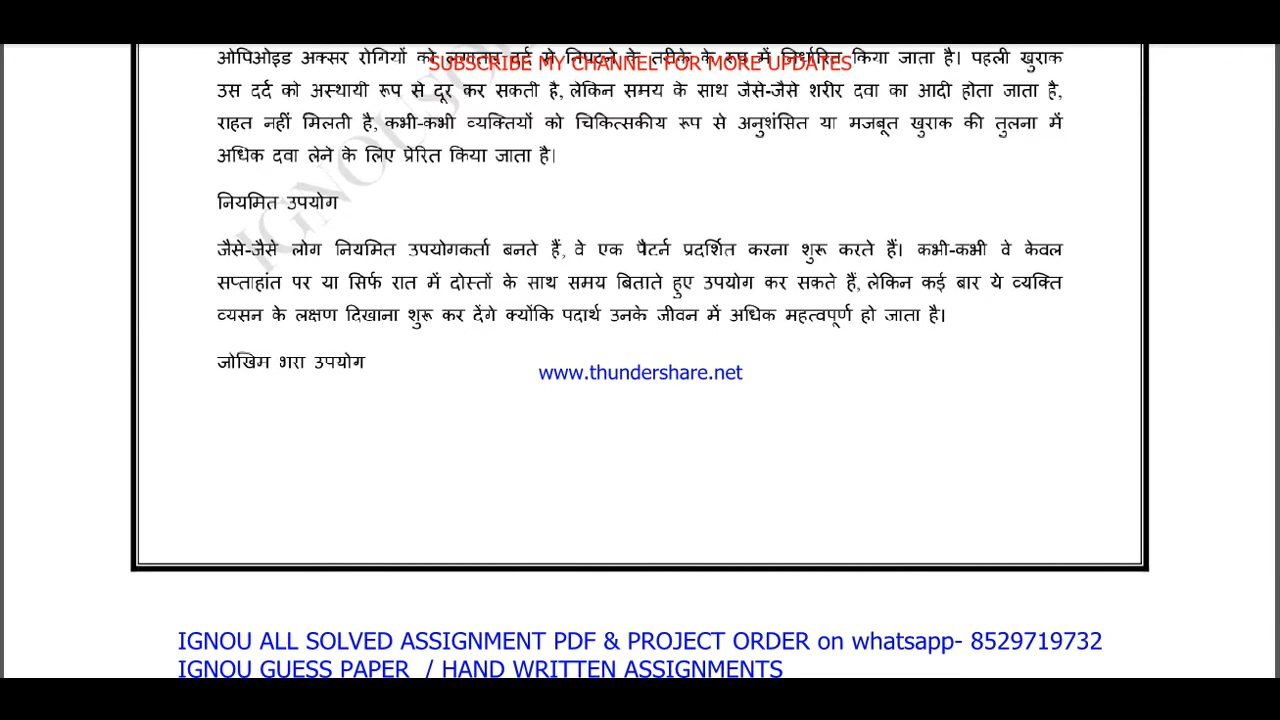 ओपिओइड अक्सर रोगियों को लगातार दर्द से निपटने के तरीके के रूप में निर्धारित किया जाता है। पहली खुराक
SUBSCRIBE MY CHANNEL FOR MORE UPDATES
उस दर्द को अस्थायी रूप से दूर कर सकती है, लेकिन समय के साथ जैसे-जैसे शरीर दवा का आदी होता जाता है,
राहत नहीं मिलती है, कभी-कभी व्यक्तियों को चिकित्सकीय रूप से अनुशंसित या मजबूत खुराक की तुलना में
अधिक दवा लेने के लिए प्रेरित किया जाता है।
नियमित उपयोग
जैसे-जैसे लोग नियमित उपयोगकर्ता बनते हैं, वे एक पैटर्न प्रदर्शित करना शुरू करते हैं। कभी-कभी वे केवल
सप्ताहांत पर या सिर्फ रात में दोस्तों के साथ समय बिताते हुए उपयोग कर सकते हैं, लेकिन कई बार ये व्यक्ति
व्यसन के लक्षण दिखाना शुरू कर देंगे क्योंकि पदार्थ उनके जीवन में अधिक महत्वपूर्ण हो जाता है।
जोखिम भरा उपयोग
www.thundershare.net
IGNOU ALL SOLVED ASSIGNMENT PDF & PROJECT ORDER on whatsapp- 8529719732
IGNOU GUESS PAPER / HAND WRITTEN ASSIGNMENTS